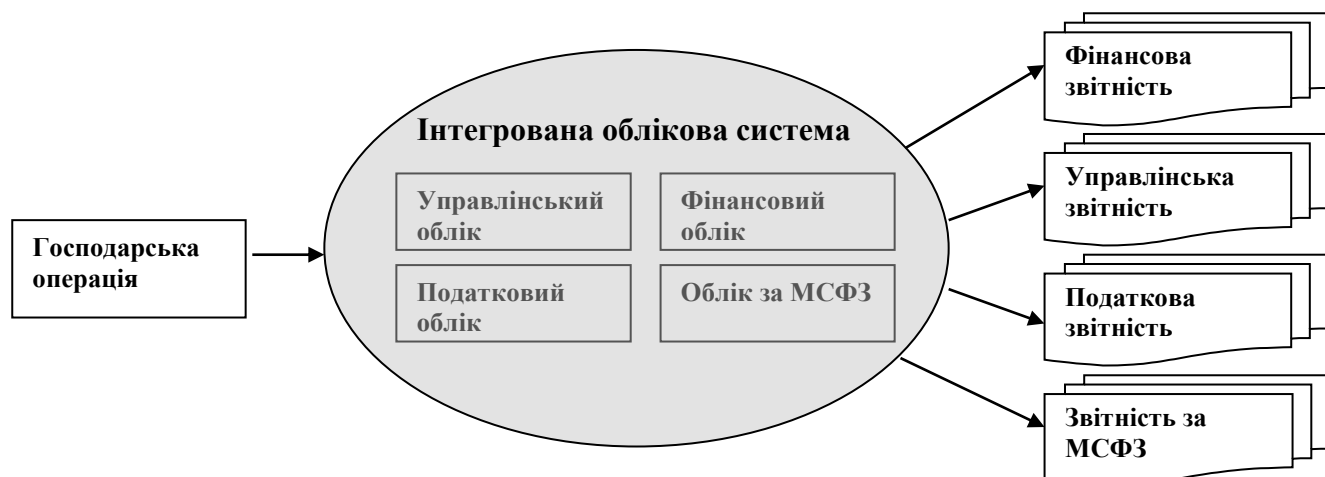 Господарська
операція
Інтегрована облікова система
Управлінський
облік
Фінансовий
облік
Податковий
облік
Облік за МСФЗ
Фінансова
звітність
Управлінська
звітність
Податкова
звітність
Звітність за
МСФЗ